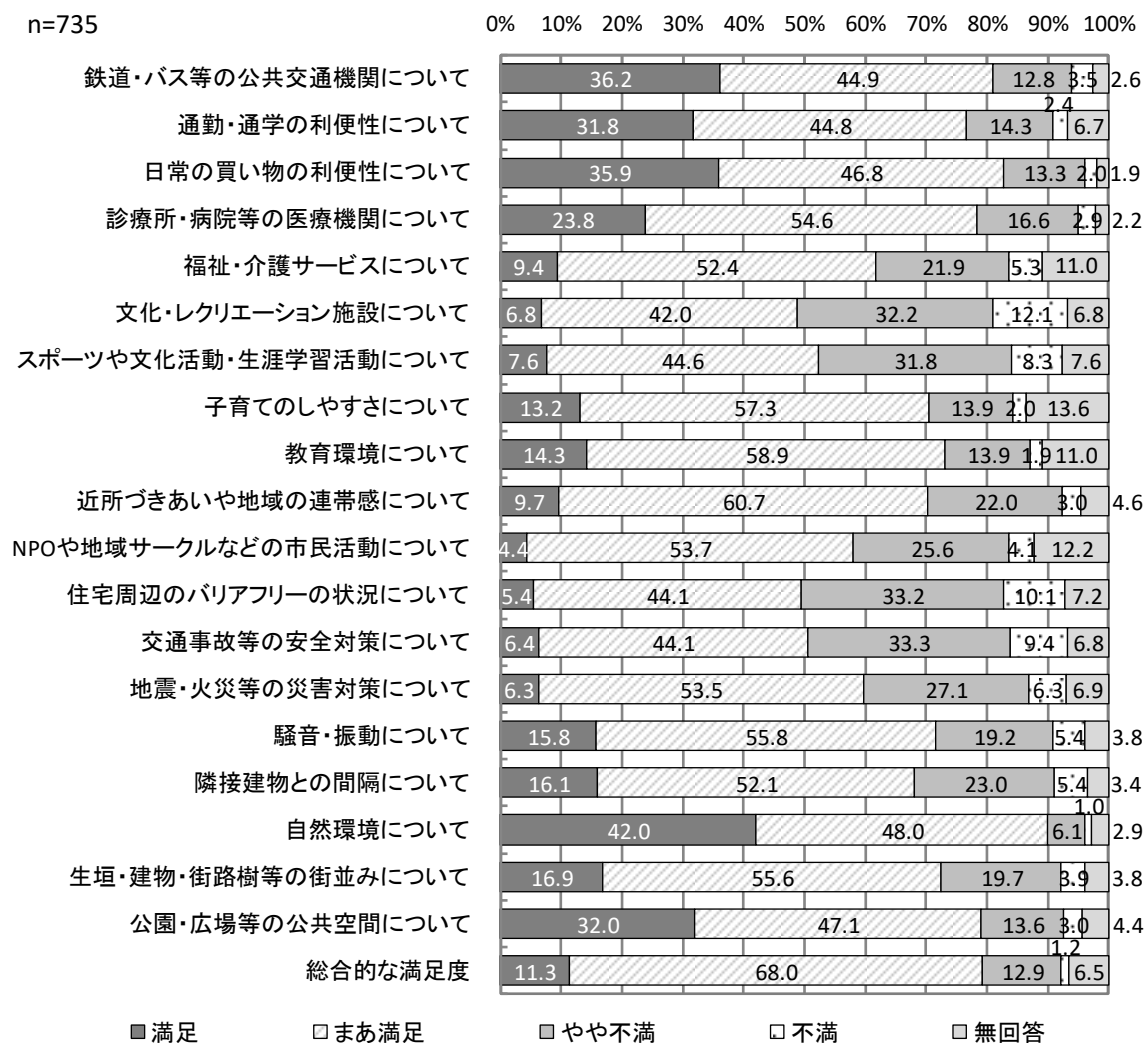 n=735
0% 10% 20% 30% 40% 50% 60% 70% 80% 90% 100%
鉄道・バス等の公共交通機関について 36.2 44.9 12.8 3.5 2.6
通勤・通学の利便性について 31.8 44.8 14.3 2.4 6.7
日常の買い物の利便性について 35.9 46.8 13.3 2.0 1.9
診療所・病院等の医療機関について 23.8 54.6 16.6 2.9 2.2
福祉・介護サービスについて 9.4 52.4 21.9 5.3 11.0
文化・レクリエーション施設について 6.8 42.0 32.2 12.1 6.8
スポーツや文化活動・生涯学習活動について 7.6 44.6 31.8 8.3 7.6
子育てのしやすさについて 13.2 57.3 13.9 2.0 13.6
教育環境について 14.3 58.9 13.9 1.9 11.0
近所づきあいや地域の連帯感について 9.7 60.7 22.0 3.0 4.6
NPOや地域サークルなどの市民活動について 4.4 53.7 25.6 4.1 12.2
住宅周辺のバリアフリーの状況について 5.4 44.1 33.2 10.1 7.2
交通事故等の安全対策について 6.4 44.1 33.3 9.4 6.8
地震・火災等の災害対策について 6.3 53.5 27.1 6.3 6.9
騒音・振動について 15.8 55.8 19.2 5.4 3.8
隣接建物との間隔について 16.1 52.1 23.0 5.4 3.4
自然環境について 42.0 48.0 6.1 1.0 2.9
生垣・建物・街路樹等の街並みについて 16.9 55.6 19.7 3.9 3.8
公園・広場等の公共空間について 32.0 47.1 13.6 3.0 4.4
総合的な満足度 11.3 68.0 12.9 1.2 6.5
満足 まあ満足 やや不満 不満 無回答